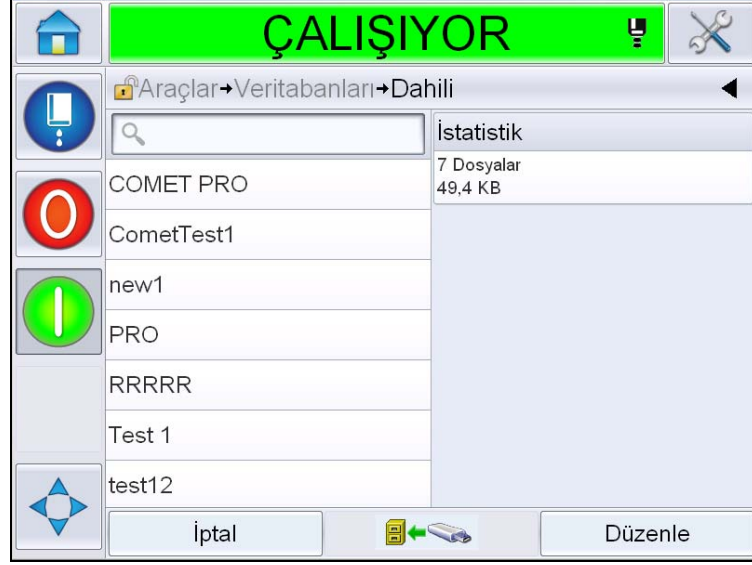 ÇALIŞIYOR
Araçlar→Veritabanları→Dahili
İstatistik
7 Dosyalar
49,4 KB
COMET PRO
CometTest1
new1
PRO
RRRRR
Test 1
test12
İptal
Düzenle